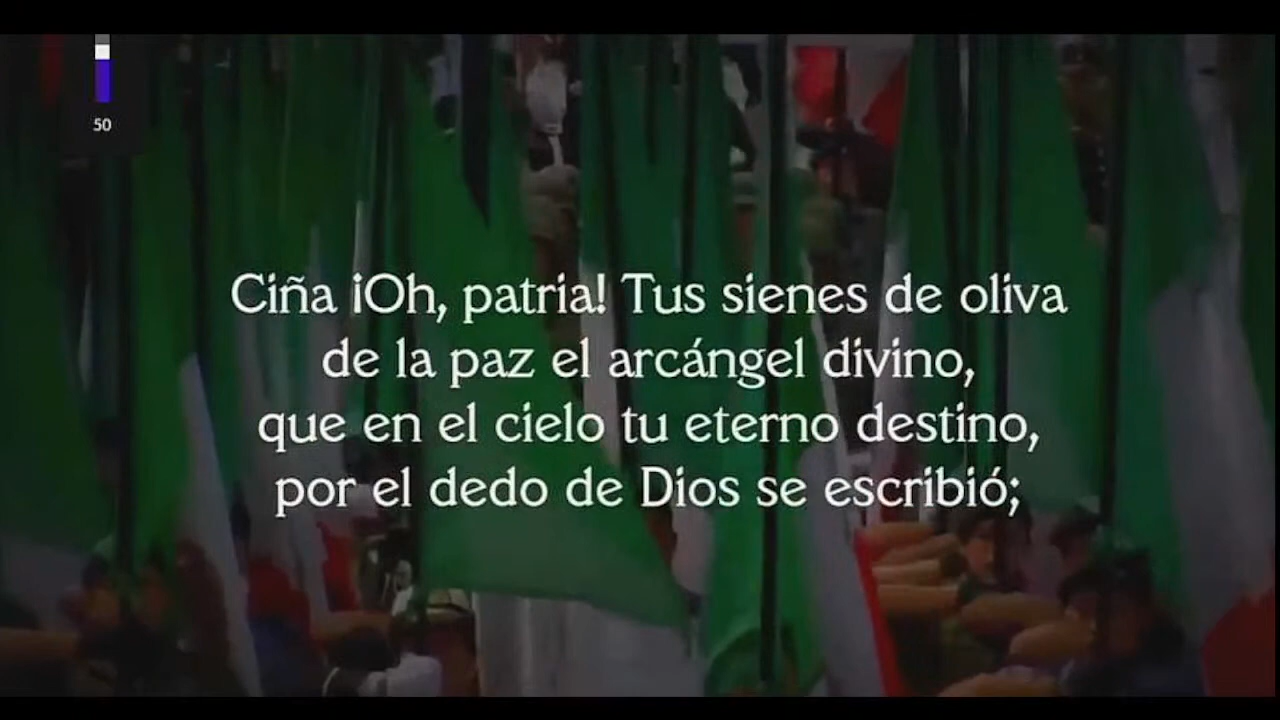 50
Ciña ¡Oh, patria! Tus sienes de oliva
de la paz el arcángel divino,
que en el cielo tu eterno destino,
por el dedo de Dios se escribió;